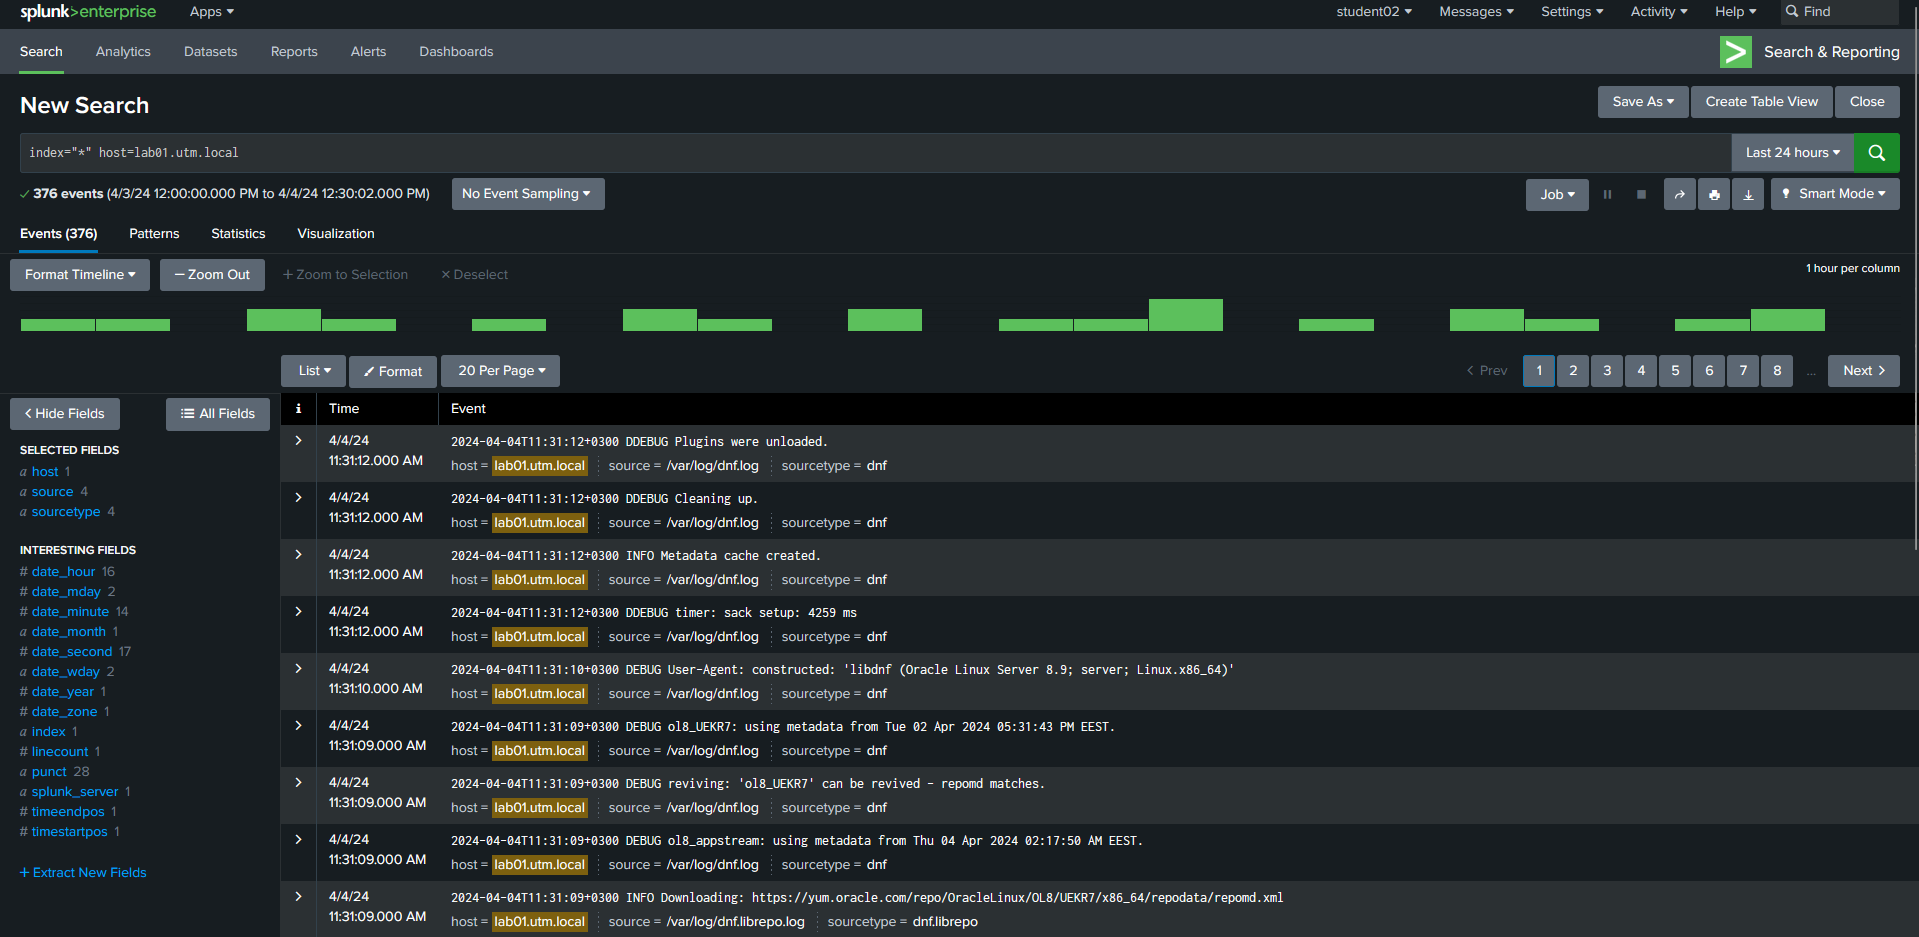 splunk>enterprise Apps ▾ student02 ▾ Messages ▾ Settings ▾ Activity ▾ Help ▾ Find
Search Analytics Datasets Reports Alerts Dashboards Search & Reporting
New Search Save As ▾ Create Table View Close
index="*" host=lab01.utm.local Last 24 hours ▾
✓ 376 events (4/3/24 12:00:00.000 PM to 4/4/24 12:30:02.000 PM) No Event Sampling ▾ Job ▾ Smart Mode ▾
Events (376) Patterns Statistics Visualization
Format Timeline ▾ — Zoom Out + Zoom to Selection × Deselect 1 hour per column
List ▾ Format 20 Per Page ▾ < Prev 1 2 3 4 5 6 7 8 ... Next >
< Hide Fields All Fields i Time Event
SELECTED FIELDS
a host 1
a source 4
a sourcetype 4
INTERESTING FIELDS
# date_hour 16
# date_mday 2
# date_minute 14
a date_month 1
# date_second 17
a date_wday 2
# date_year 1
# date_zone 1
a index 1
# linecount 1
a punct 28
a splunk_server 1
# timeendpos 1
# timestartpos 1
+ Extract New Fields
> 4/4/24 2024-04-04T11:31:12+0300 DDEBUG Plugins were unloaded.
11:31:12.000 AM host = lab01.utm.local source = /var/log/dnf.log sourcetype = dnf
> 4/4/24 2024-04-04T11:31:12+0300 DDEBUG Cleaning up.
11:31:12.000 AM host = lab01.utm.local source = /var/log/dnf.log sourcetype = dnf
> 4/4/24 2024-04-04T11:31:12+0300 INFO Metadata cache created.
11:31:12.000 AM host = lab01.utm.local source = /var/log/dnf.log sourcetype = dnf
> 4/4/24 2024-04-04T11:31:12+0300 DDEBUG timer: sack setup: 4259 ms
11:31:12.000 AM host = lab01.utm.local source = /var/log/dnf.log sourcetype = dnf
> 4/4/24 2024-04-04T11:31:10+0300 DEBUG User-Agent: constructed: 'libdnf (Oracle Linux Server 8.9; server; Linux.x86_64)'
11:31:10.000 AM host = lab01.utm.local source = /var/log/dnf.log sourcetype = dnf
> 4/4/24 2024-04-04T11:31:09+0300 DEBUG ol8_UEKR7: using metadata from Tue 02 Apr 2024 05:31:43 PM EEST.
11:31:09.000 AM host = lab01.utm.local source = /var/log/dnf.log sourcetype = dnf
> 4/4/24 2024-04-04T11:31:09+0300 DEBUG reviving: 'ol8_UEKR7' can be revived - repomd matches.
11:31:09.000 AM host = lab01.utm.local source = /var/log/dnf.log sourcetype = dnf
> 4/4/24 2024-04-04T11:31:09+0300 DEBUG ol8_appstream: using metadata from Thu 04 Apr 2024 02:17:50 AM EEST.
11:31:09.000 AM host = lab01.utm.local source = /var/log/dnf.log sourcetype = dnf
> 4/4/24 2024-04-04T11:31:09+0300 INFO Downloading: https://yum.oracle.com/repo/OracleLinux/OL8/UEKR7/x86_64/repodata/repomd.xml
11:31:09.000 AM host = lab01.utm.local source = /var/log/dnf.librepo.log sourcetype = dnf.librepo